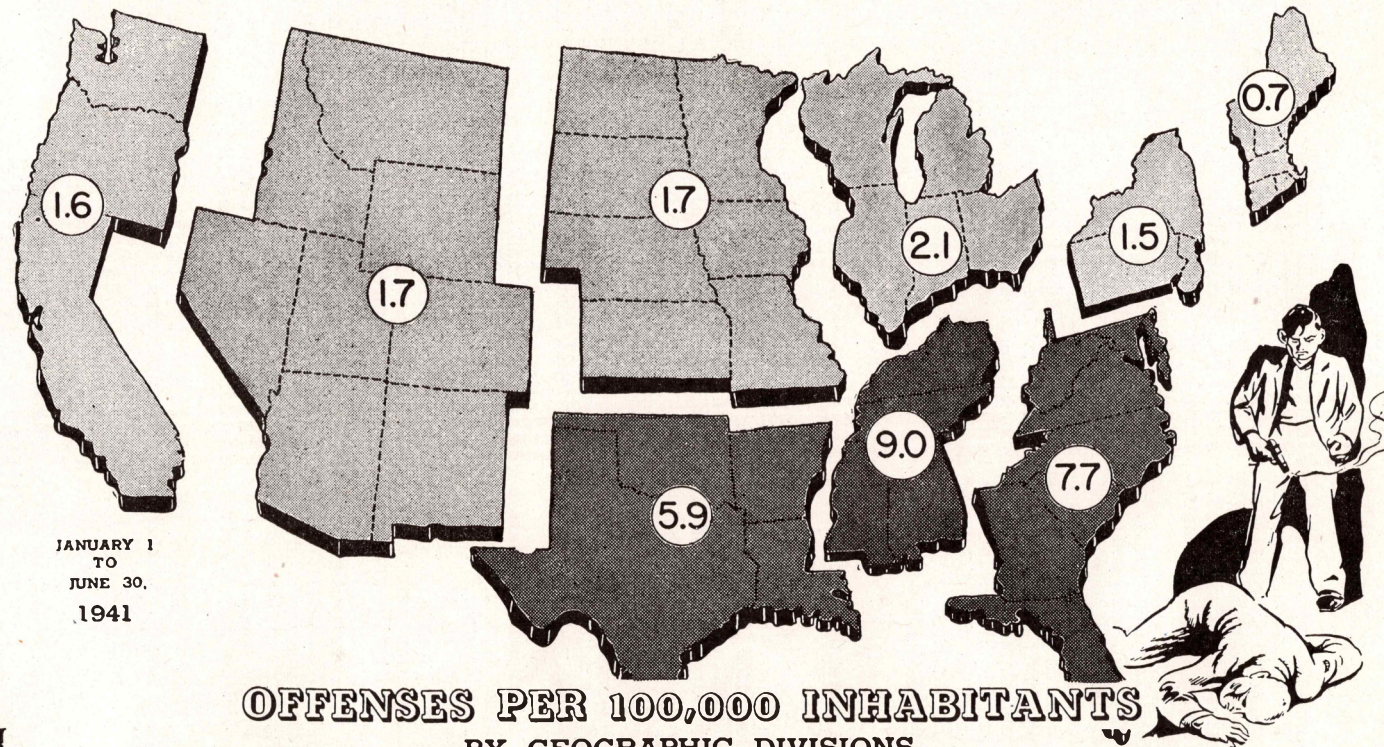 0.7
1.6
1.7
1.7
2.1
1.5
5.9
9.0
7.7
JANUARY 1
TO
JUNE 30,
1941
OFFENSES PER 100,000 INHABITANTS
BY GEOGRAPHIC DIVISIONS